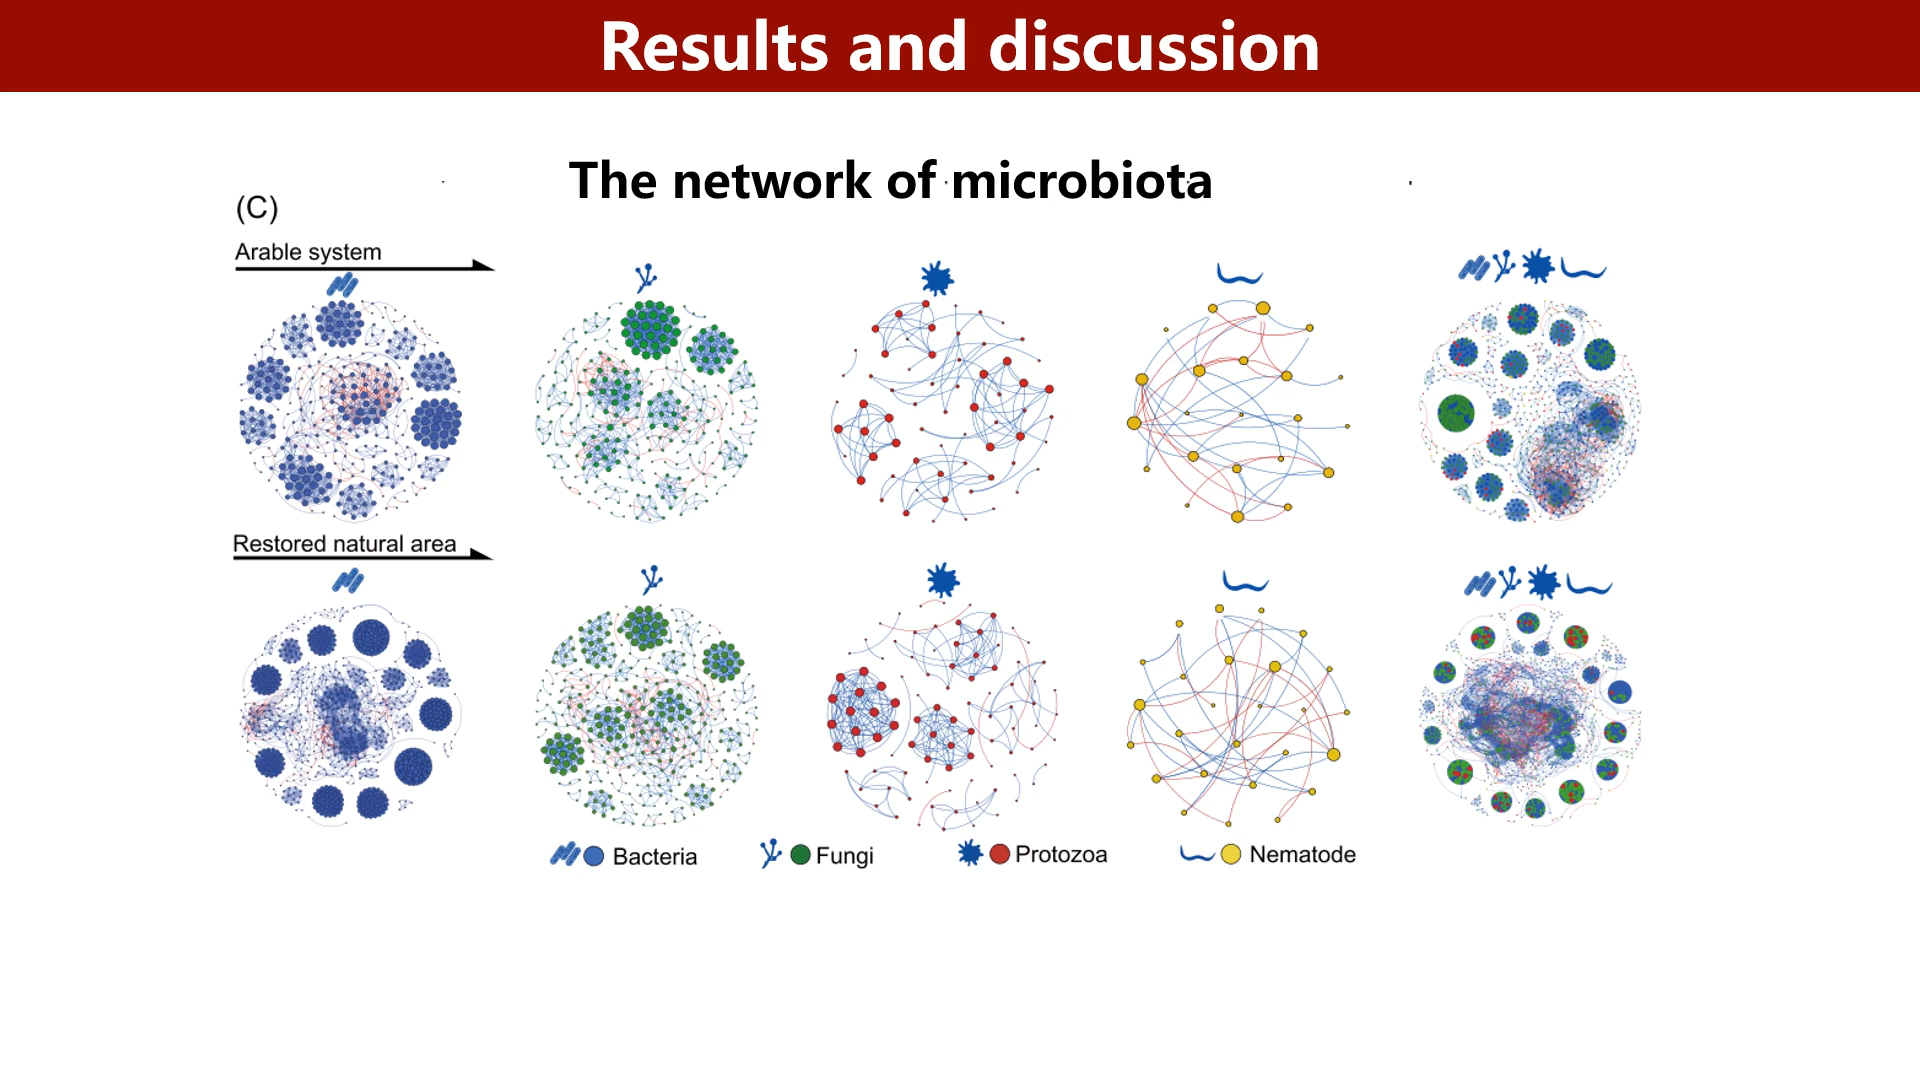 Results and discussion
The network of microbiota
(C)
Arable system
Restored natural area
Bacteria
Fungi
Protozoa
Nematode